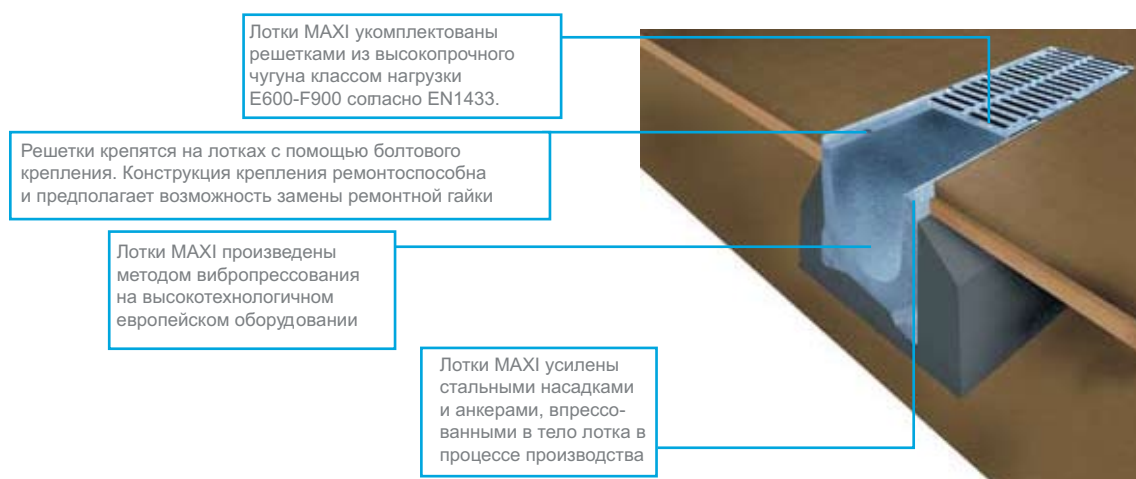 Лотки MAXI укомплектованы
решетками из высокопрочного
чугуна классом нагрузки
E600-F900 согласно EN1433.
Решетки крепятся на лотках с помощью болтового
крепления. Конструкция крепления ремонтоспособна
и предполагает возможность замены ремонтной гайки
Лотки MAXI произведены
методом вибропрессования
на высокотехнологичном
европейском оборудовании
Лотки MAXI усилены
стальными насадками
и анкерами, впрессо-
ванными в тело лотка в
процессе производства